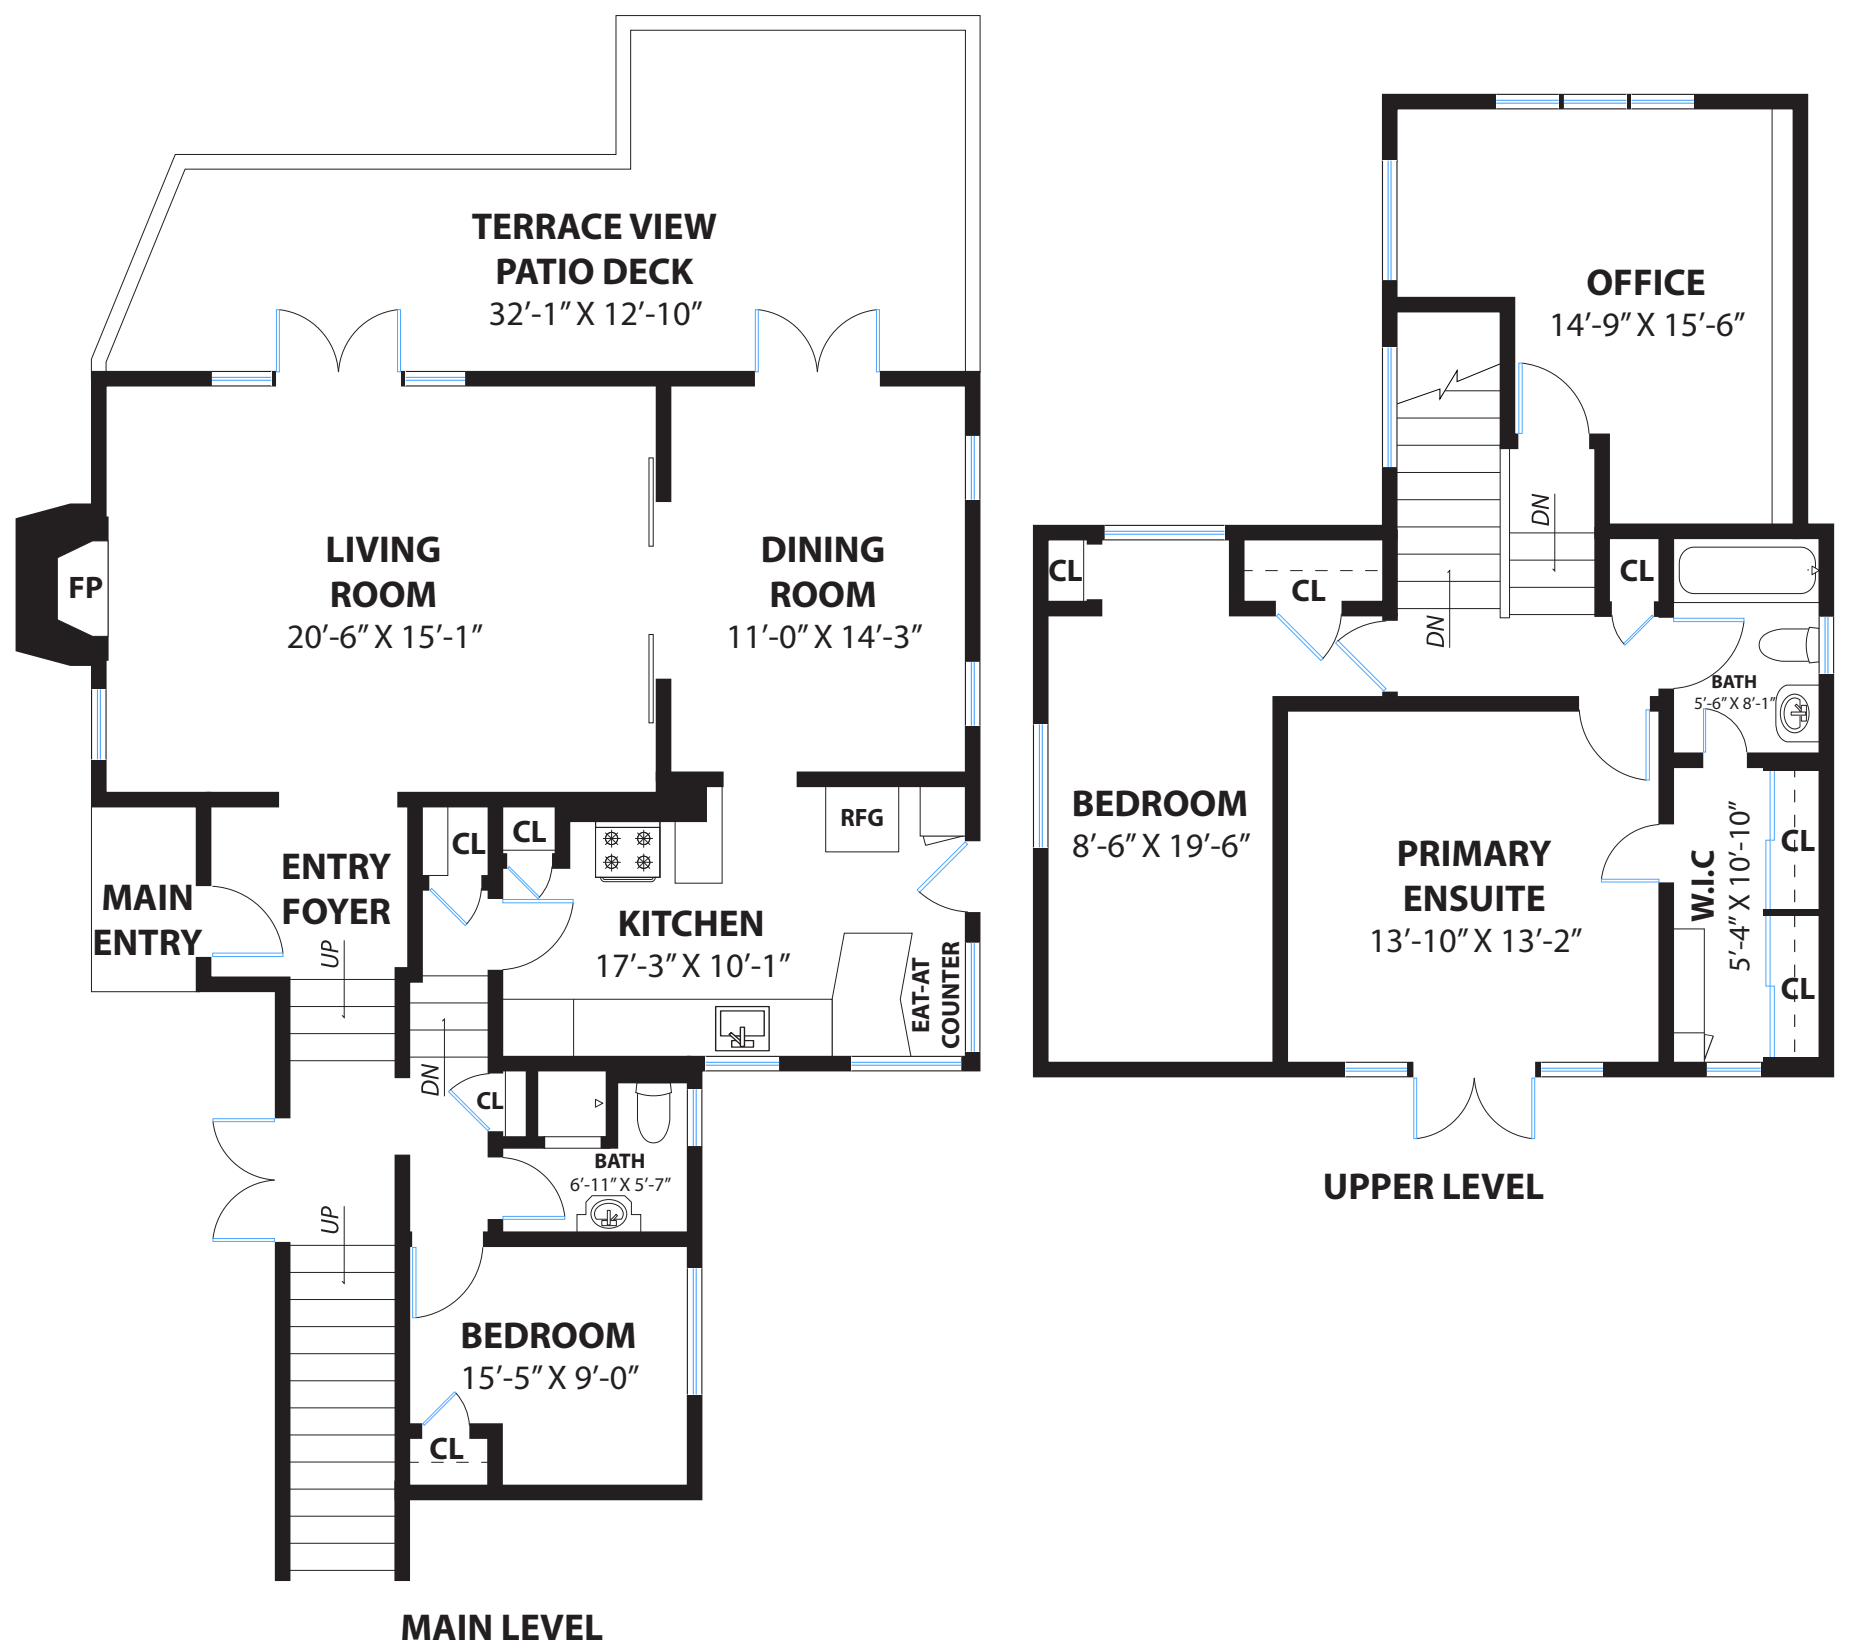 TERRACE VIEW
PATIO DECK
32′-1″ X 12′-10″
LIVING
ROOM
20′-6″ X 15′-1″
FP
DINING
ROOM
11′-0″ X 14′-3″
MAIN
ENTRY
ENTRY
FOYER
UP
CL
CL
RFG
KITCHEN
17′-3″ X 10′-1″
EAT-AT
COUNTER
DN
CL
BATH
6′-11″ X 5′-7″
UP
BEDROOM
15′-5″ X 9′-0″
CL
MAIN LEVEL
OFFICE
14′-9″ X 15′-6″
DN
DN
CL
CL
CL
BATH
5′-6″ X 8′-1″
BEDROOM
8′-6″ X 19′-6″
PRIMARY
ENSUITE
13′-10″ X 13′-2″
W.I.C
5′-4″ X 10′-10″
CL
CL
UPPER LEVEL